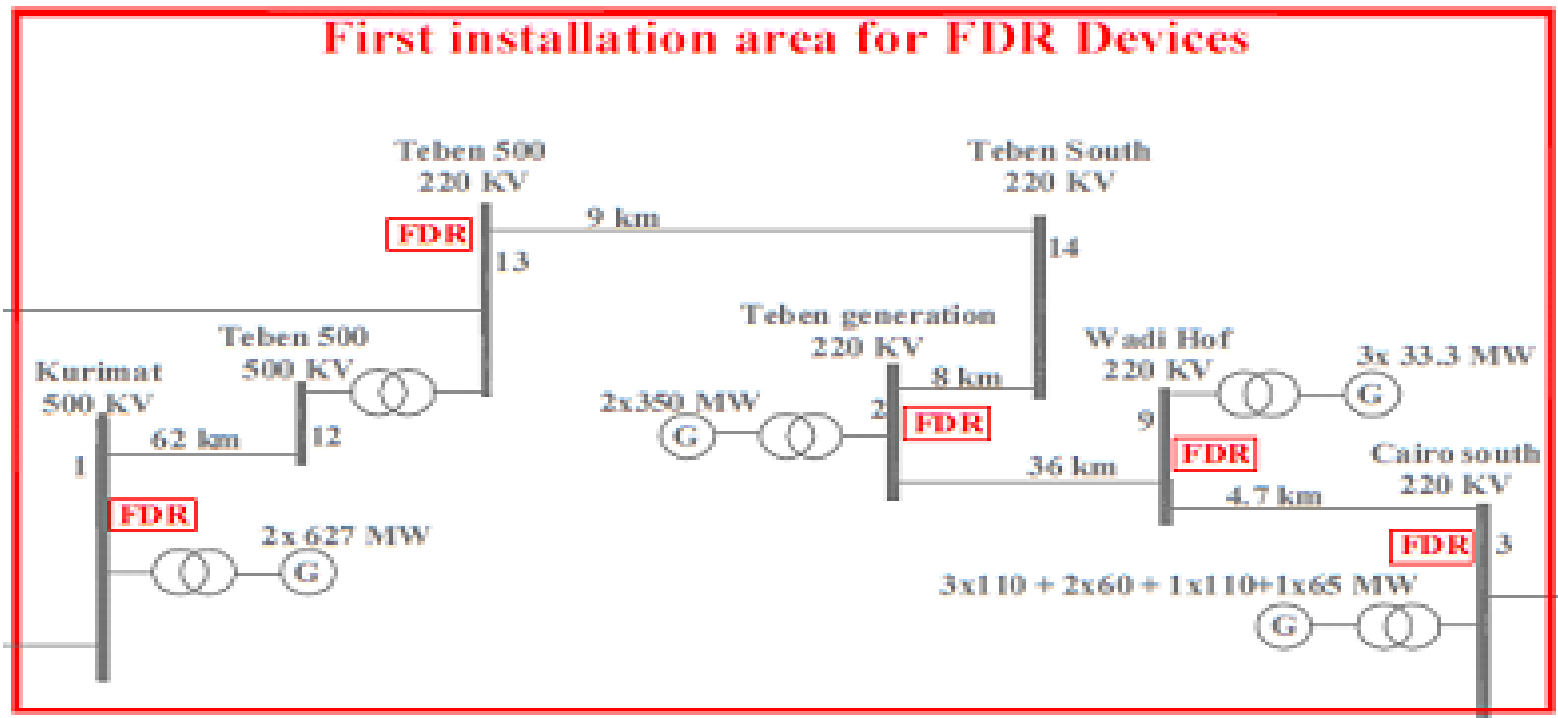 First installation area for FDR Devices
Teben 500
220 KV
FDR
9 km
13
Teben South
220 KV
14
Teben 500
500 KV
12
Kurimat
500 KV
62 km
1
FDR
2x 627 MW
G
Teben generation
220 KV
2x350 MW
G
2
8 km
FDR
36 km
Wadi Hof
220 KV
3x 33.3 MW
G
9
FDR
4.7 km
Cairo south
220 KV
FDR
3
3x110 + 2x60 + 1x110+1x65 MW
G